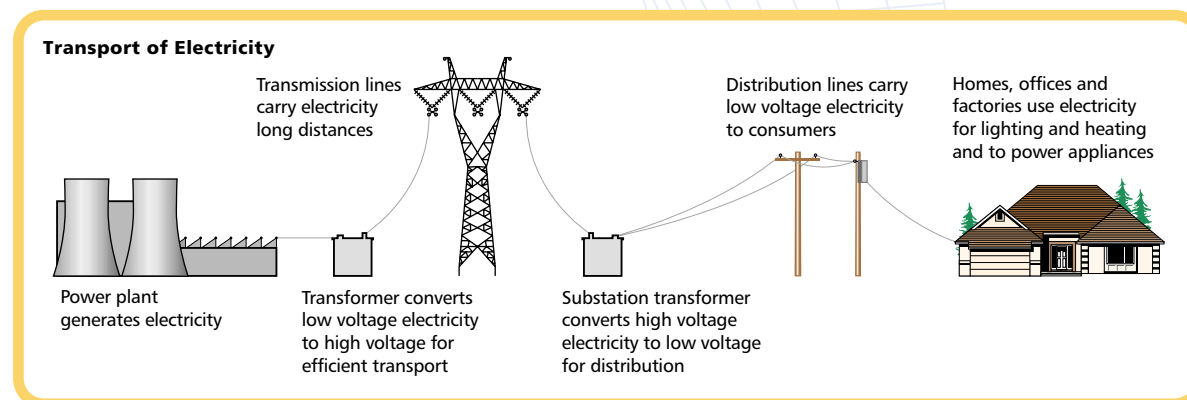 Transport of Electricity
Transmission lines
carry electricity
long distances
Distribution lines carry
low voltage electricity
to consumers
Homes, offices and
factories use electricity
for lighting and heating
and to power appliances
Power plant
generates electricity
Transformer converts
low voltage electricity
to high voltage for
efficient transport
Substation transformer
converts high voltage
electricity to low voltage
for distribution